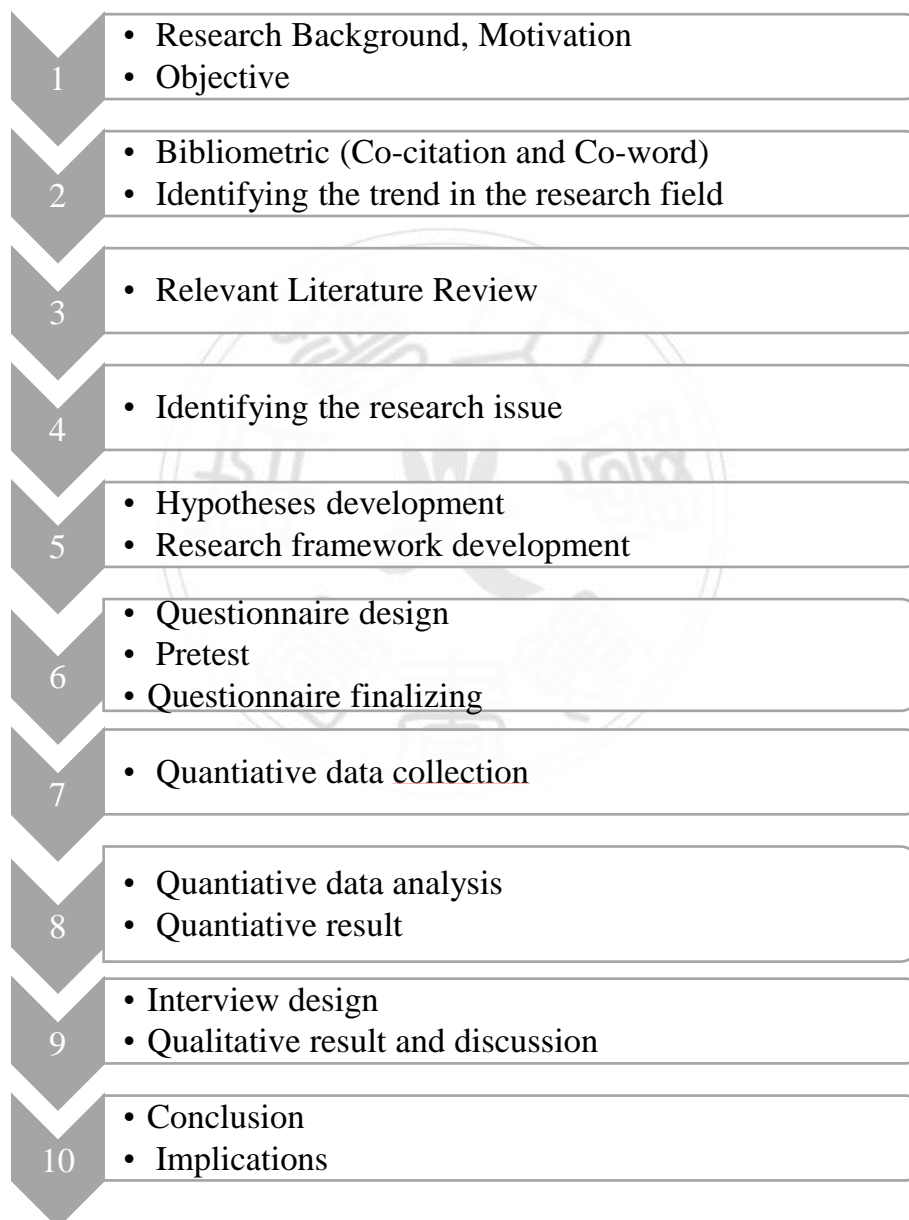 1
• Research Background, Motivation
• Objective
2
• Bibliometric (Co-citation and Co-word)
• Identifying the trend in the research field
3
• Relevant Literature Review
4
• Identifying the research issue
5
• Hypotheses development
• Research framework development
6
• Questionnaire design
• Pretest
• Questionnaire finalizing
7
• Quantiative data collection
8
• Quantiative data analysis
• Quantiative result
9
• Interview design
• Qualitative result and discussion
10
• Conclusion
• Implications